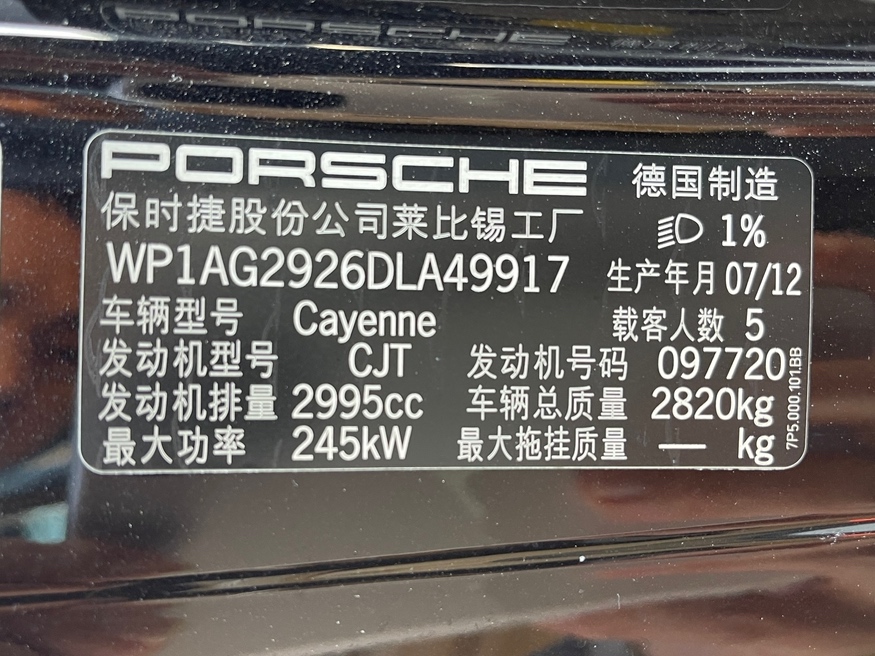 PORSCHE 德国制造
保时捷股份公司莱比锡工厂 1%
WP1AG2926DLA49917 生产年月 07/12
车辆型号 Cayenne 载客人数 5
发动机型号 CJT 发动机号码 097720
发动机排量 2995cc 车辆总质量 2820kg
最大功率 245kW 最大拖挂质量 — kg
7P5.000.101.BB